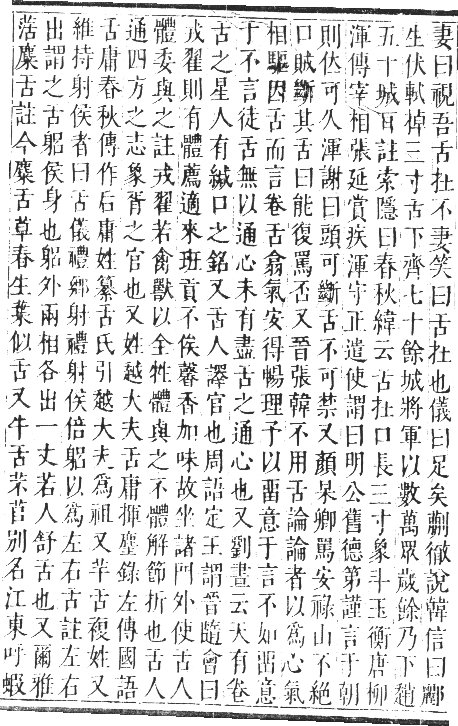 妻曰視吾舌在不妻笑曰舌在也儀曰足矣蒯徹說韓信曰酈
生伏軾掉三寸舌下齊七十餘城將軍以數萬眾歲餘乃下趙
五十城耳註索隱曰春秋緯云舌在口長三寸象斗玉衡唐柳
渾傳宰相張延賞疾渾守正遣使謂曰明公舊德第謹言于朝
則位可久渾謝曰頭可斷舌不可禁又顏杲卿罵安祿山不絕
口賊斷其舌曰能復罵否又晉張韓不用舌論論者以為心氣
相驅因舌而言卷舌翕氣安得暢理予以畱意于言不如畱意
于不言徒舌無以通心未有盡舌之通心也又劉晝云天有卷
舌之星人有緘口之銘又舌人譯官也周語定王謂晉隨會曰
戎翟則有體薦適來班貢不俟馨香加味故坐諸門外使舌人
體委與之註戎翟若禽獸以全牲體與之不體解節折也舌人
通四方之志象胥之官也又姓越大夫舌庸揮麈錄左傳國語
舌庸春秋傳作后庸姓纂舌氏引越大夫為祖又羊舌複姓又
維持射侯者曰舌儀禮鄉射禮射侯倍躬以為左右舌註左右
出謂之舌躬侯身也躬外兩相各出一丈若人舒舌也又爾雅
菬麋舌註今麋舌草春生葉似舌又牛舌芣苢别名江東呼蝦